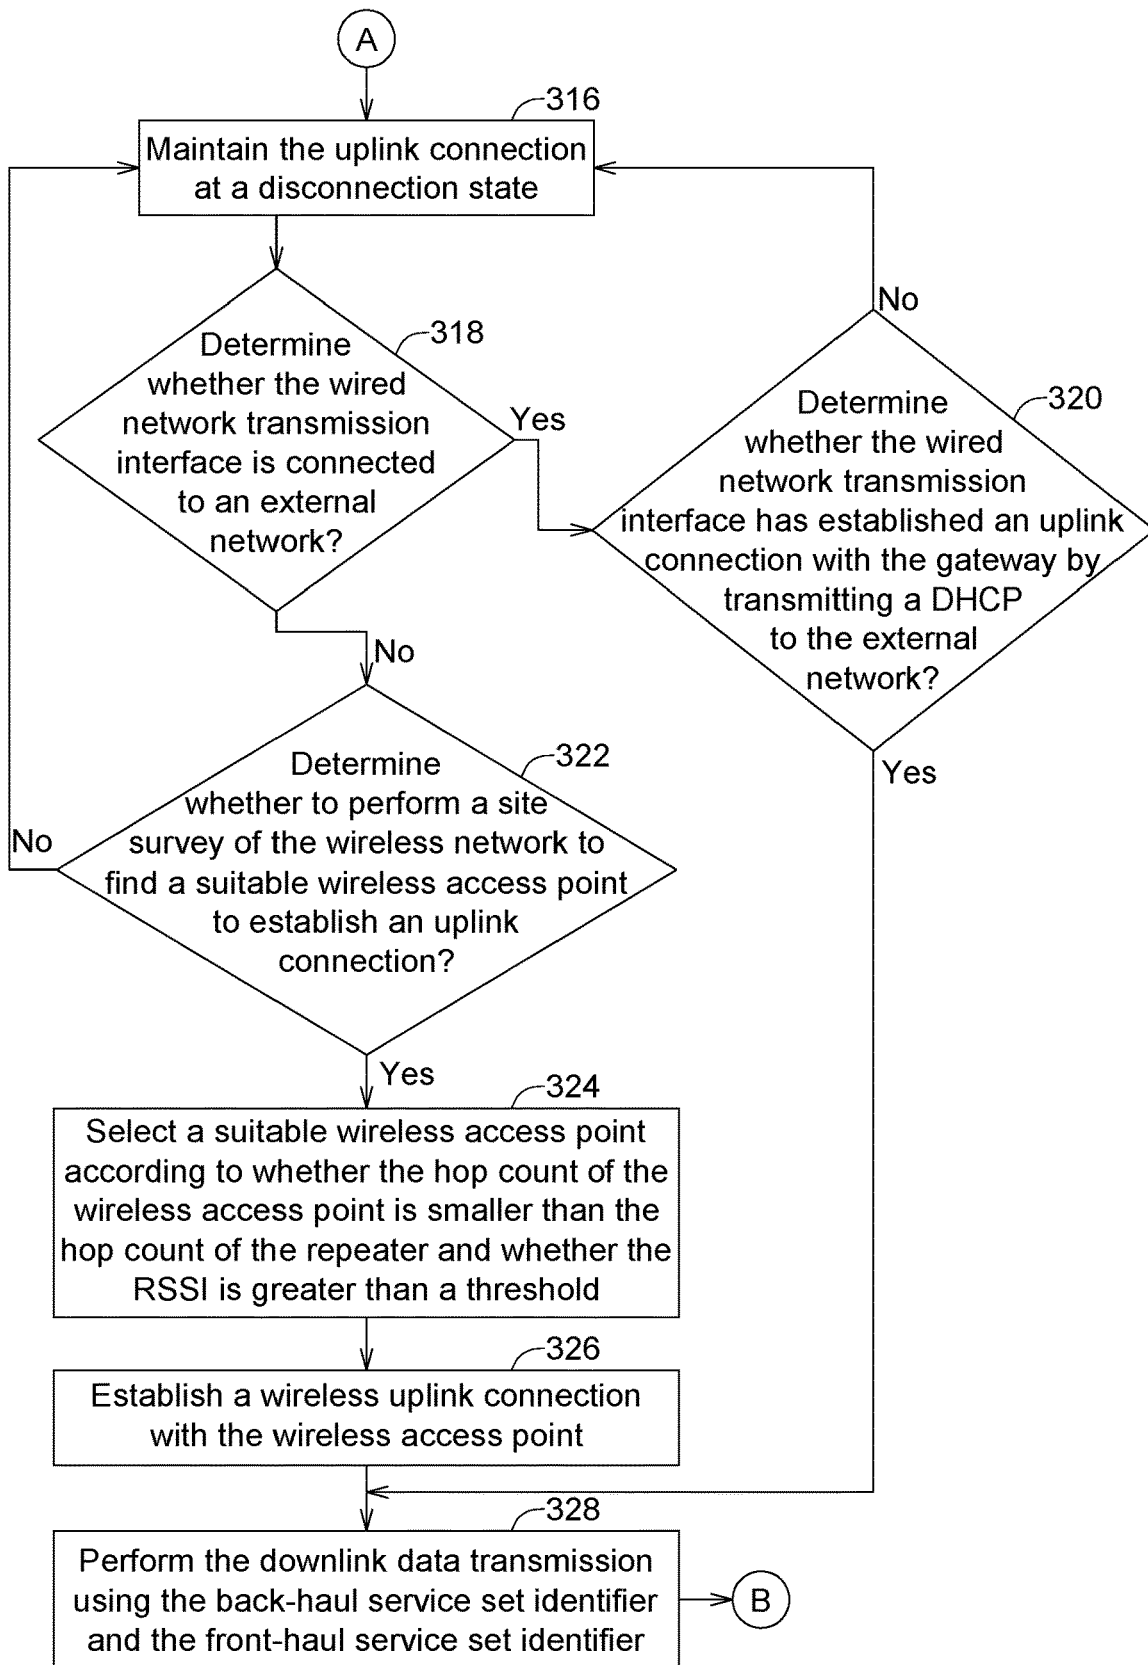 A
316
Maintain the uplink connection
at a disconnection state
318
Determine
whether the wired
network transmission
interface is connected
to an external
network?
Yes
No
320
Determine
whether the wired
network transmission
interface has established an uplink
connection with the gateway by
transmitting a DHCP
to the external
network?
No
Yes
322
Determine
whether to perform a site
survey of the wireless network to
find a suitable wireless access point
to establish an uplink
connection?
No
Yes
324
Select a suitable wireless access point
according to whether the hop count of the
wireless access point is smaller than the
hop count of the repeater and whether the
RSSI is greater than a threshold
326
Establish a wireless uplink connection
with the wireless access point
328
Perform the downlink data transmission
using the back-haul service set identifier
and the front-haul service set identifier
B